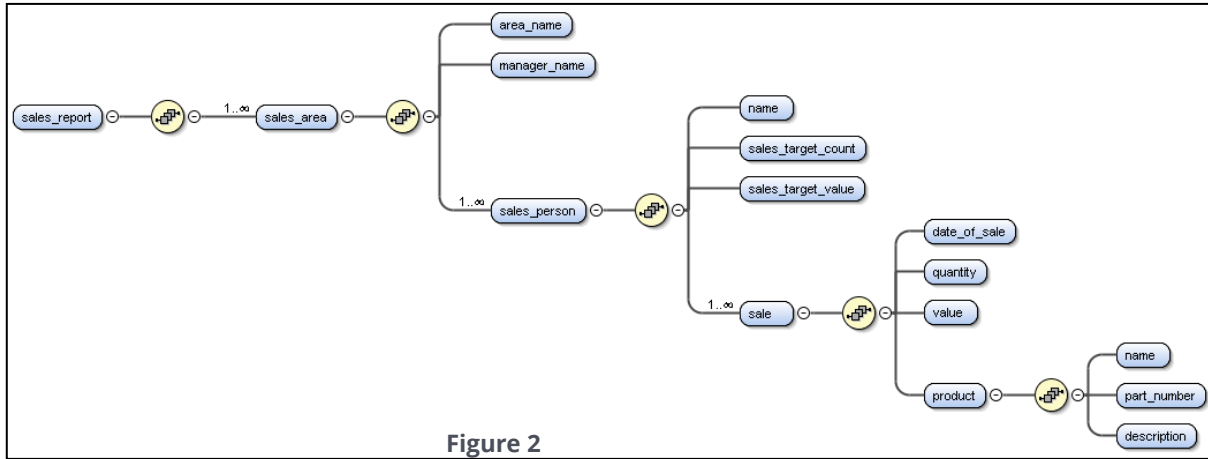 area_name
manager_name
sales_report
1..∞
sales_area
1..∞
sales_person
name
sales_target_count
sales_target_value
1..∞
sale
date_of_sale
quantity
value
product
name
part_number
description
Figure 2